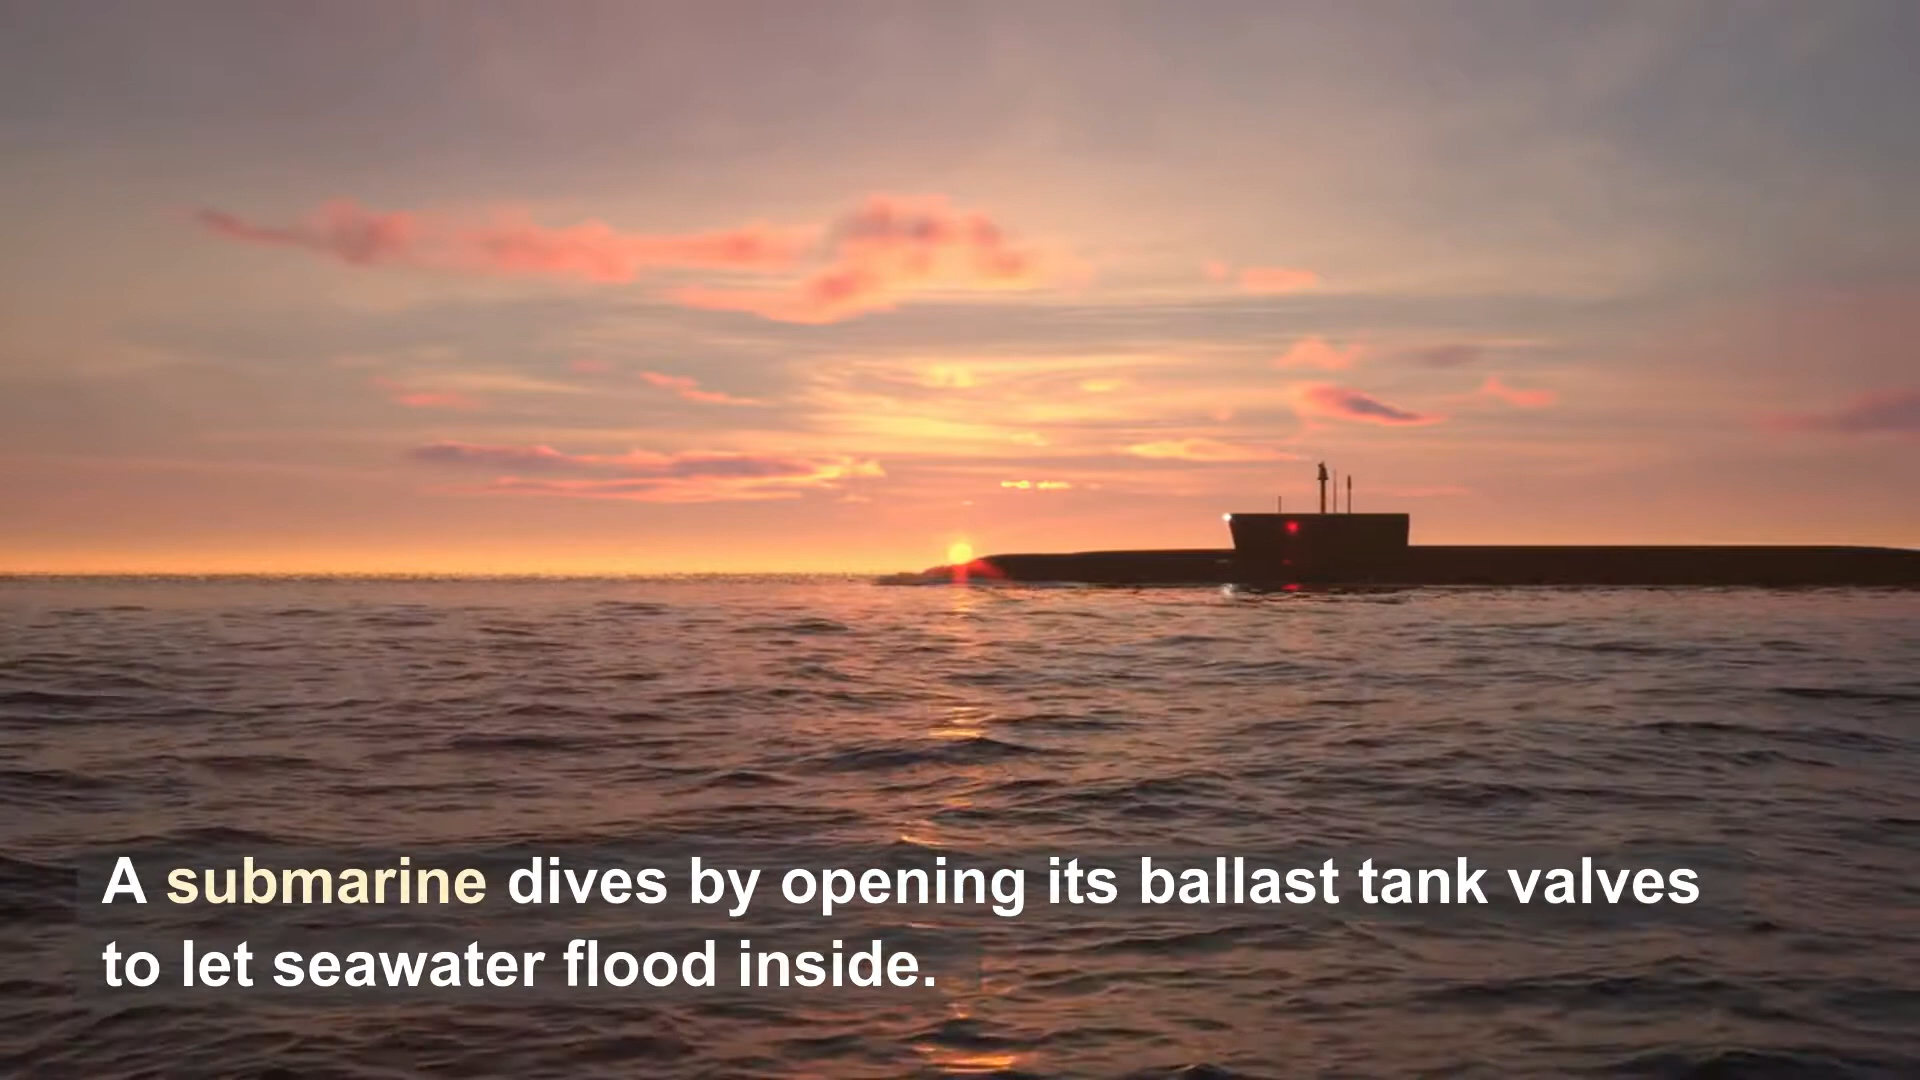 A submarine dives by opening its ballast tank valves
to let seawater flood inside.